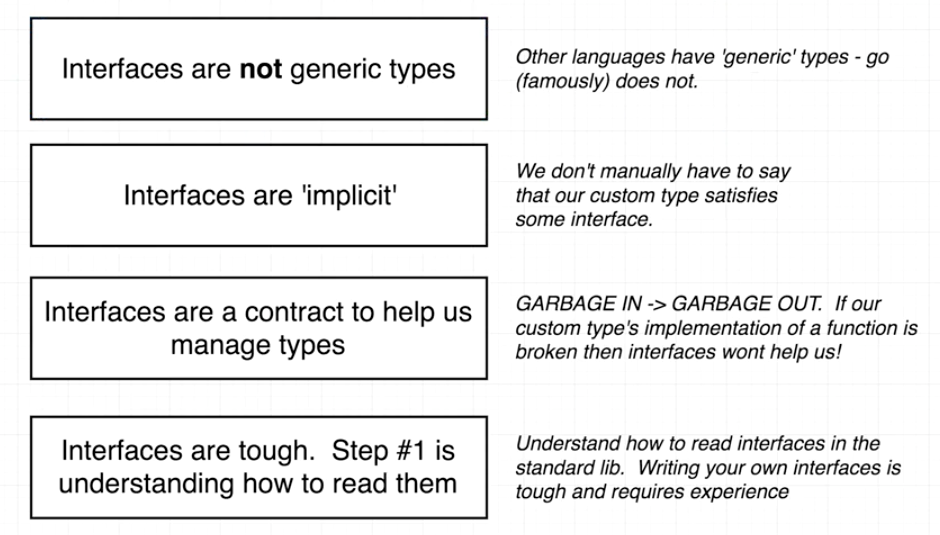 Interfaces are not generic types
Other languages have 'generic' types - go
(famously) does not.
Interfaces are 'implicit'
We don't manually have to say
that our custom type satisfies
some interface.
Interfaces are a contract to help us
manage types
GARBAGE IN -> GARBAGE OUT.  If our
custom type's implementation of a function is
broken then interfaces wont help us!
Interfaces are tough.  Step #1 is
understanding how to read them
Understand how to read interfaces in the
standard lib.  Writing your own interfaces is
tough and requires experience